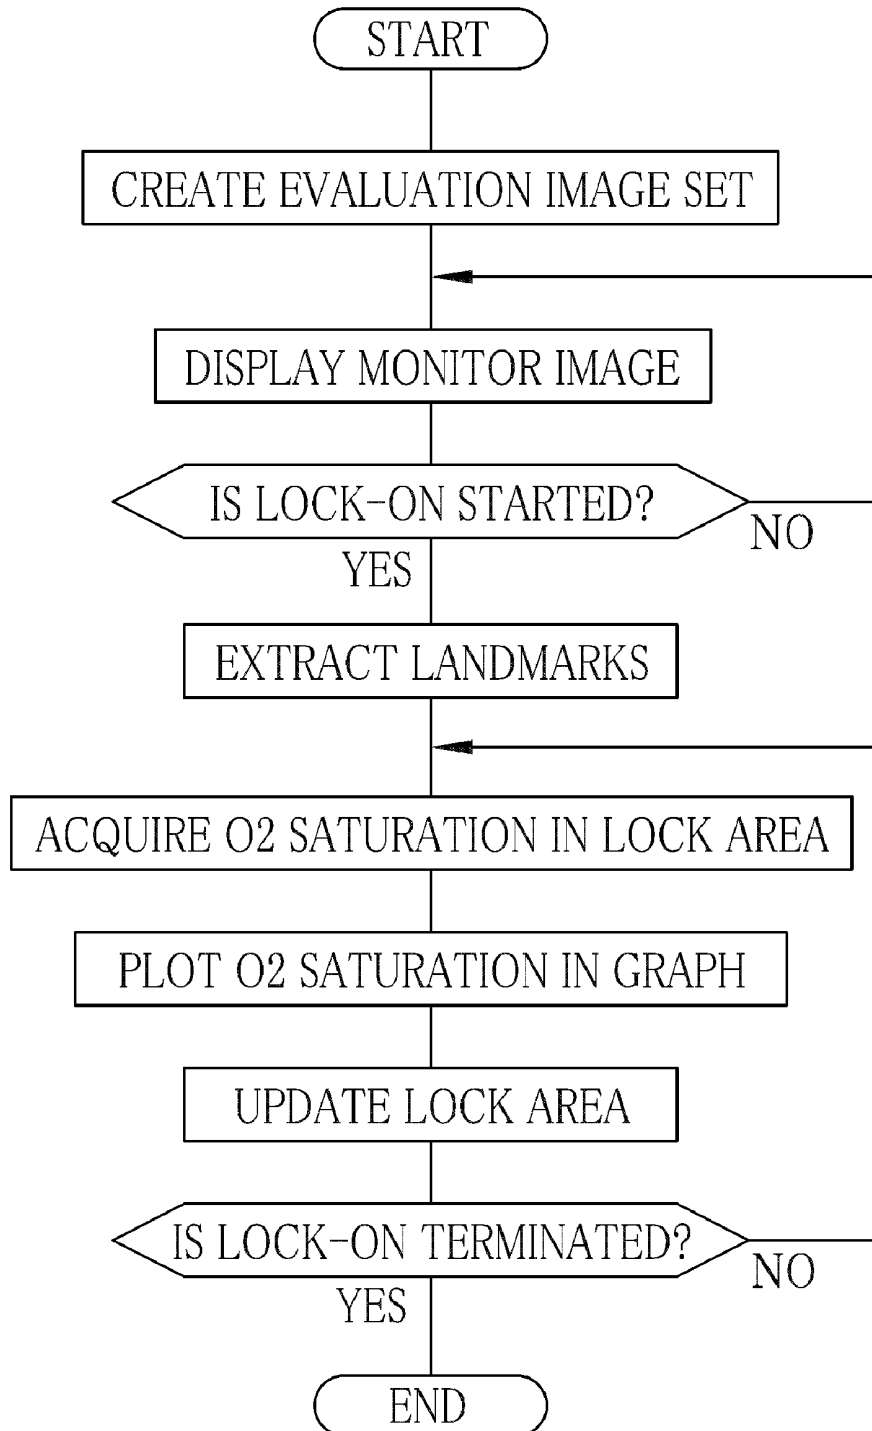 START
CREATE EVALUATION IMAGE SET
DISPLAY MONITOR IMAGE
IS LOCK-ON STARTED?
NO
YES
EXTRACT LANDMARKS
ACQUIRE O2 SATURATION IN LOCK AREA
PLOT O2 SATURATION IN GRAPH
UPDATE LOCK AREA
IS LOCK-ON TERMINATED?
NO
YES
END